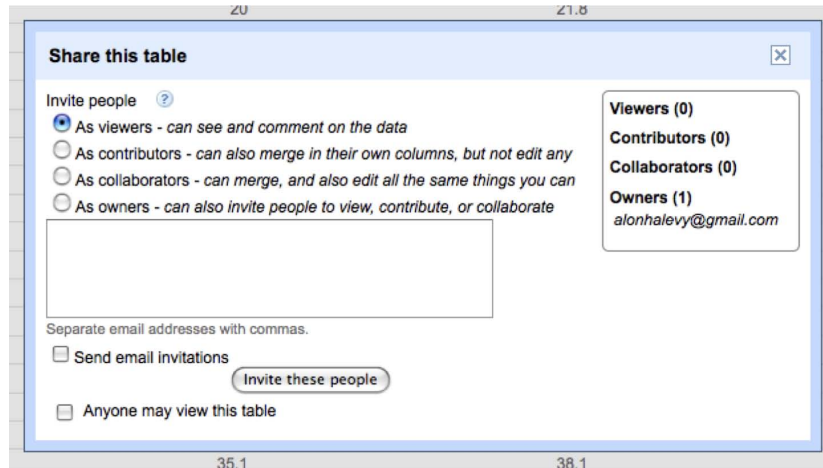 20 21.8
Share this table
Invite people ?
As viewers - can see and comment on the data
As contributors - can also merge in their own columns, but not edit any
As collaborators - can merge, and also edit all the same things you can
As owners - can also invite people to view, contribute, or collaborate
Separate email addresses with commas.
Send email invitations
Invite these people
Anyone may view this table
Viewers (0)
Contributors (0)
Collaborators (0)
Owners (1)
alonhalevy@gmail.com
35.1 38.1